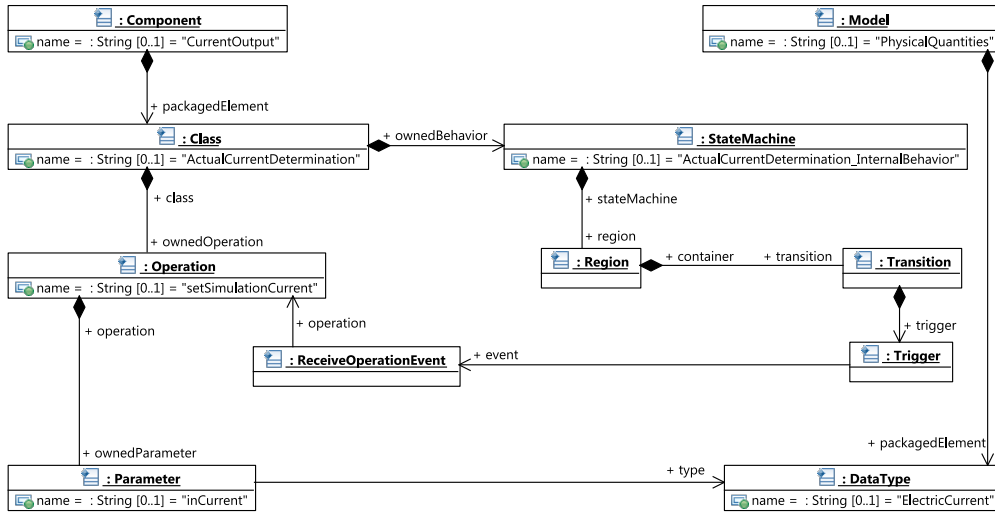 : Component
name = : String [0..1] = "CurrentOutput"
: Model
name = : String [0..1] = "PhysicalQuantities"
+ packagedElement
: Class
name = : String [0..1] = "ActualCurrentDetermination"
+ ownedBehavior
: StateMachine
name = : String [0..1] = "ActualCurrentDetermination_InternalBehavior"
+ class
+ stateMachine
+ ownedOperation
+ region
: Operation
name = : String [0..1] = "setSimulationCurrent"
: Region
+ container
+ transition
: Transition
+ operation
+ operation
+ trigger
: ReceiveOperationEvent
+ event
: Trigger
+ ownedParameter
+ packagedElement
: Parameter
name = : String [0..1] = "inCurrent"
+ type
: DataType
name = : String [0..1] = "ElectricCurrent"